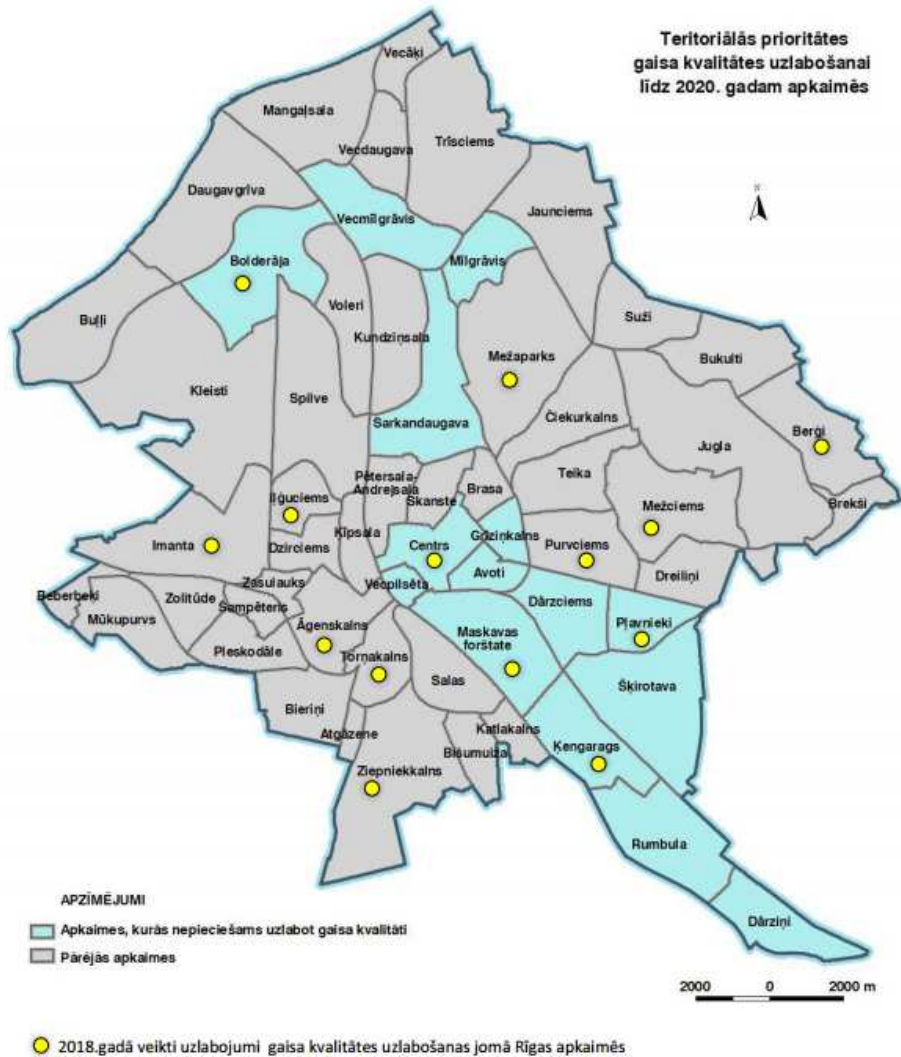 Teritoriālās prioritātes
gaisa kvalitātes uzlabošanai
līdz 2020. gadam apkaimēs
Vecāķi
Mangaļsala
Vecdaugava
Trīsciems
Daugavgrīva
Vecmīlgrāvis
Jaunciems
Bolderāja
Mīlgrāvis
Buļļi
Voleri
Kundziņsala
Suži
Bukulti
Mežaparks
Kleisti
Spilve
Sarkandaugava
Čiekurkalns
Jugla
Berģi
Pētersala-
Andrejsala
Skanste
Brasa
Teika
Brekši
Iļģuciems
Mežciems
Imanta
Dzirciems
Ķīpsala
Centrs
Grīziņkalns
Purvciems
Dreiliņi
Beberbeķi
Zolitūde
Zasulauks
Vecpilsēta
Avoti
Mūkupurvs
Sampēteris
Dārzciems
Pļavnieki
Āgenskalns
Maskavas
forštate
Pleskodāle
Torņakalns
Salas
Šķirotava
Bieriņi
Atgāzene
Katlakalns
Bišumuiža
Ķengarags
Ziepniekkalns
Rumbula
Dārziņi
APZĪMĒJUMI
Apkaimes, kurās nepieciešams uzlabot gaisa kvalitāti
Pārējās apkaimes
2000 0 2000 m
2018.gadā veikti uzlabojumi gaisa kvalitātes uzlabošanas jomā Rīgas apkaimēs